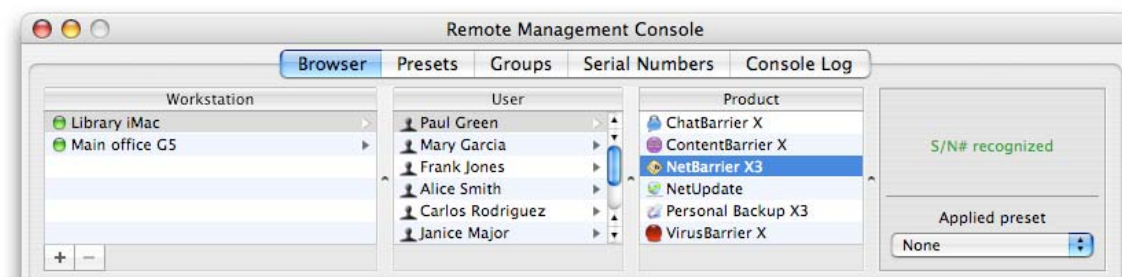 Remote Management Console
Browser Presets Groups Serial Numbers Console Log
Workstation
Library iMac
Main office G5
User
Paul Green
Mary Garcia
Frank Jones
Alice Smith
Carlos Rodriguez
Janice Major
Product
ChatBarrier X
ContentBarrier X
NetBarrier X3
NetUpdate
Personal Backup X3
VirusBarrier X
S/N# recognized
Applied preset
None
+ −